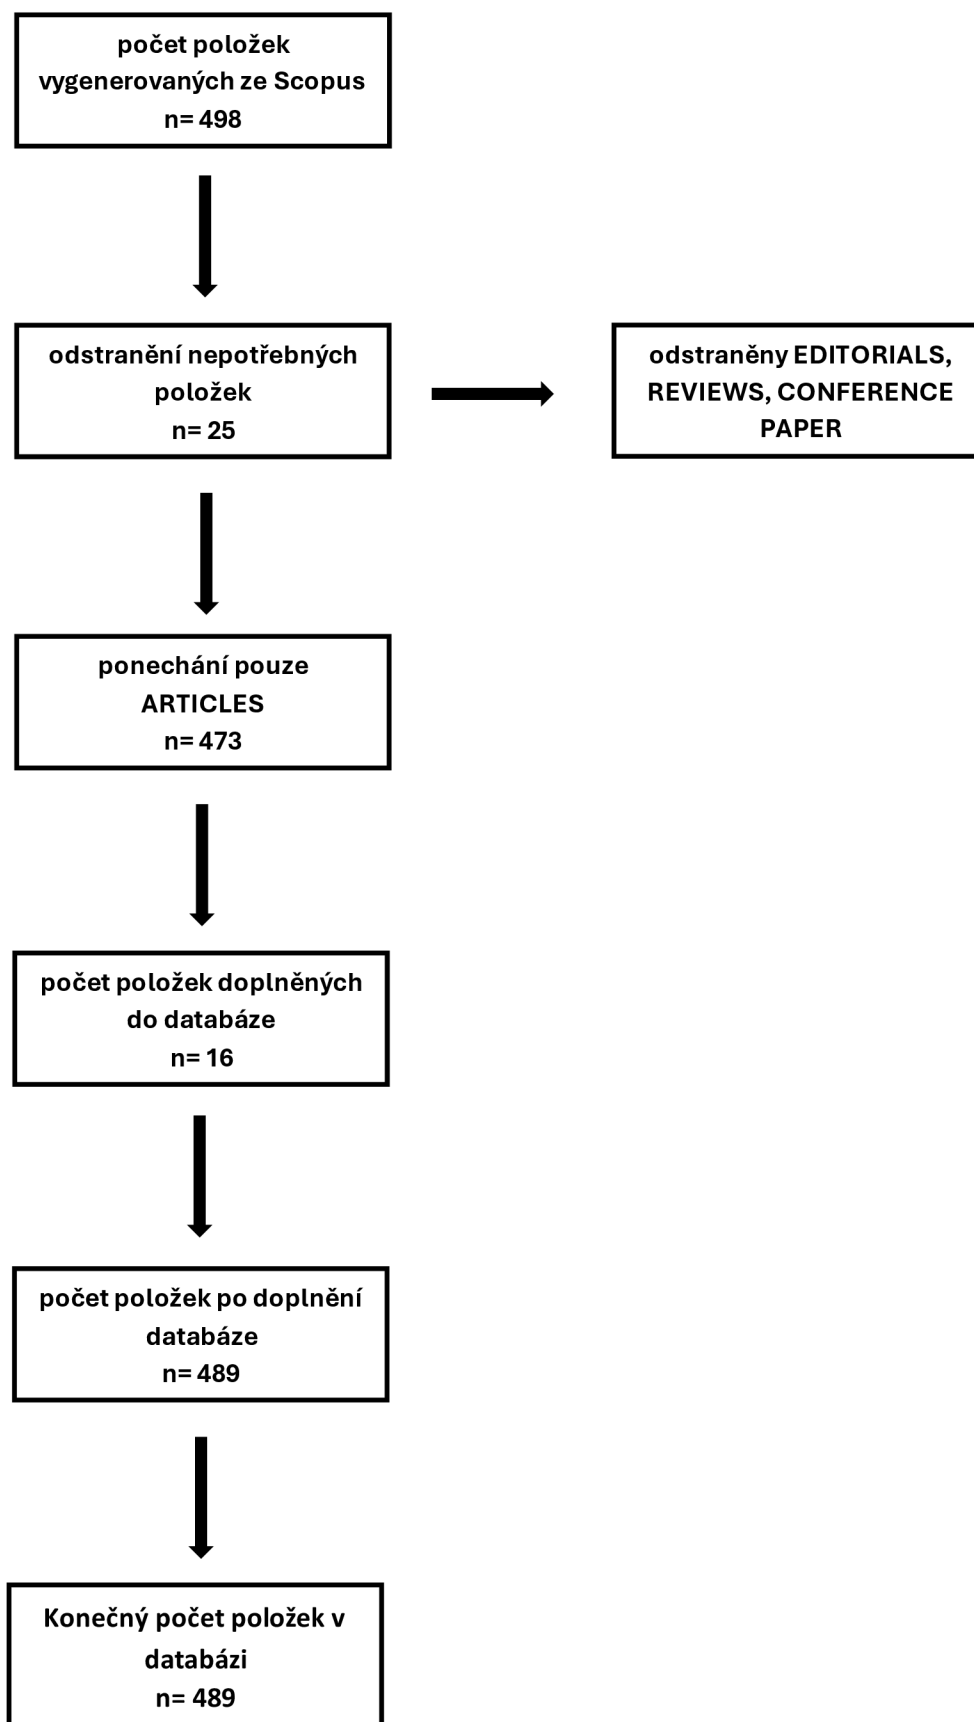 počet položek
vygenerovaných ze Scopus
n= 498
odstranění nepotřebných
položek
n= 25
odstraněny EDITORIALS,
REVIEWS, CONFERENCE
PAPER
ponechání pouze
ARTICLES
n= 473
počet položek doplněných
do databáze
n= 16
počet položek po doplnění
databáze
n= 489
Konečný počet položek v
databázi
n= 489